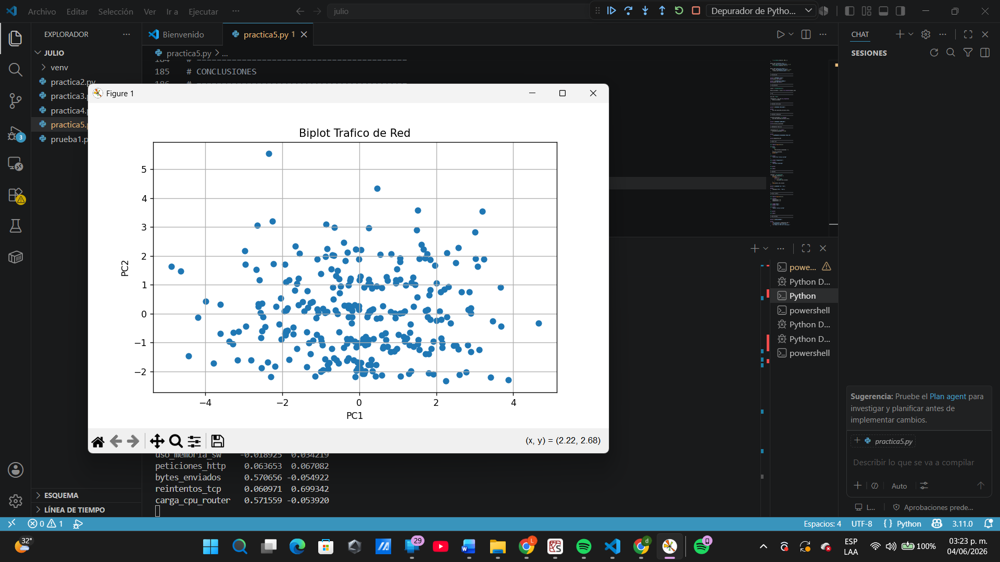 Archivo Editar Selección Ver Ir a Ejecutar ···
julio
Depurador de Pytho...
EXPLORADOR
JULIO
venv
practica2.py
practica3.
practica4.
practica5.
prueba1.p
3
ESQUEMA
LÍNEA DE TIEMPO
Bienvenido
practica5.py 1
practica5.py > ...
184 # ==========================================
185 # CONCLUSIONES
186 # ==========================================
Figure 1
Biplot Trafico de Red
5
4
3
2
1
0
−1
−2
PC2
−4 −2 0 2 4
PC1
(x, y) = (2.22, 2.68)
uso_memoria_sw -0.018925 0.034219
peticiones_http 0.063653 0.067082
bytes_enviados 0.570656 -0.054922
reintentos_tcp 0.060971 0.699342
carga_cpu_router 0.571559 -0.053920
powe...
Python D...
Python
powershell
Python D...
Python D...
powershell
CHAT
SESIONES
Sugerencia: Pruebe el Plan agent para
investigar y planificar antes de
implementar cambios.
practica5.py
Describir lo que se va a compilar
Auto
L... Aprobaciones prede...
0 1
Espacios: 4 UTF-8 Python 3.11.0
32°
29
ESP
LAA
100%
03:23 p. m.
04/06/2026